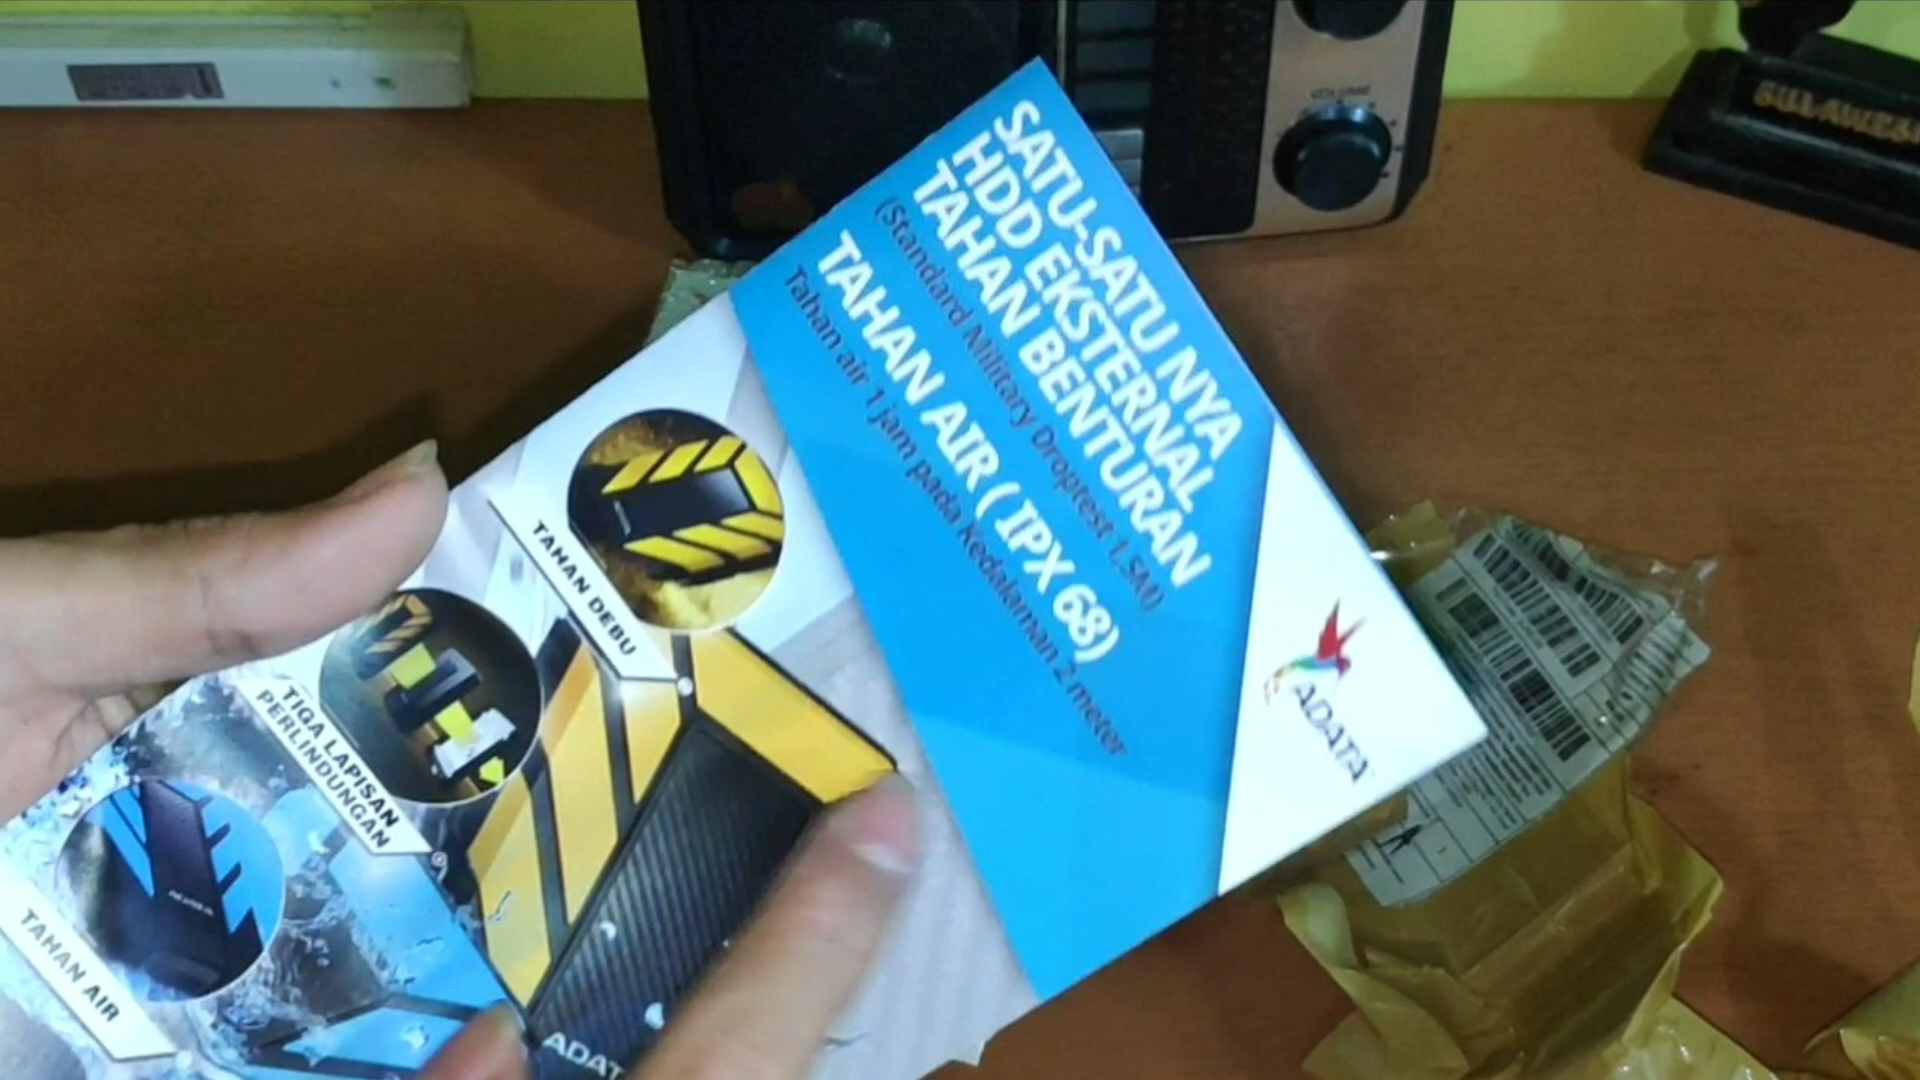 SATU-SATU NYA
HDD EKSTERNAL
TAHAN BENTURAN
(Standard Military Droptest 1,5M)
TAHAN AIR ( IPX 68)
Tahan air 1 jam pada Kedalaman 2 meter
ADATA
TAHAN DEBU
TIGA LAPISAN
PERLINDUNGAN
TAHAN AIR
ADATA
VOLUME